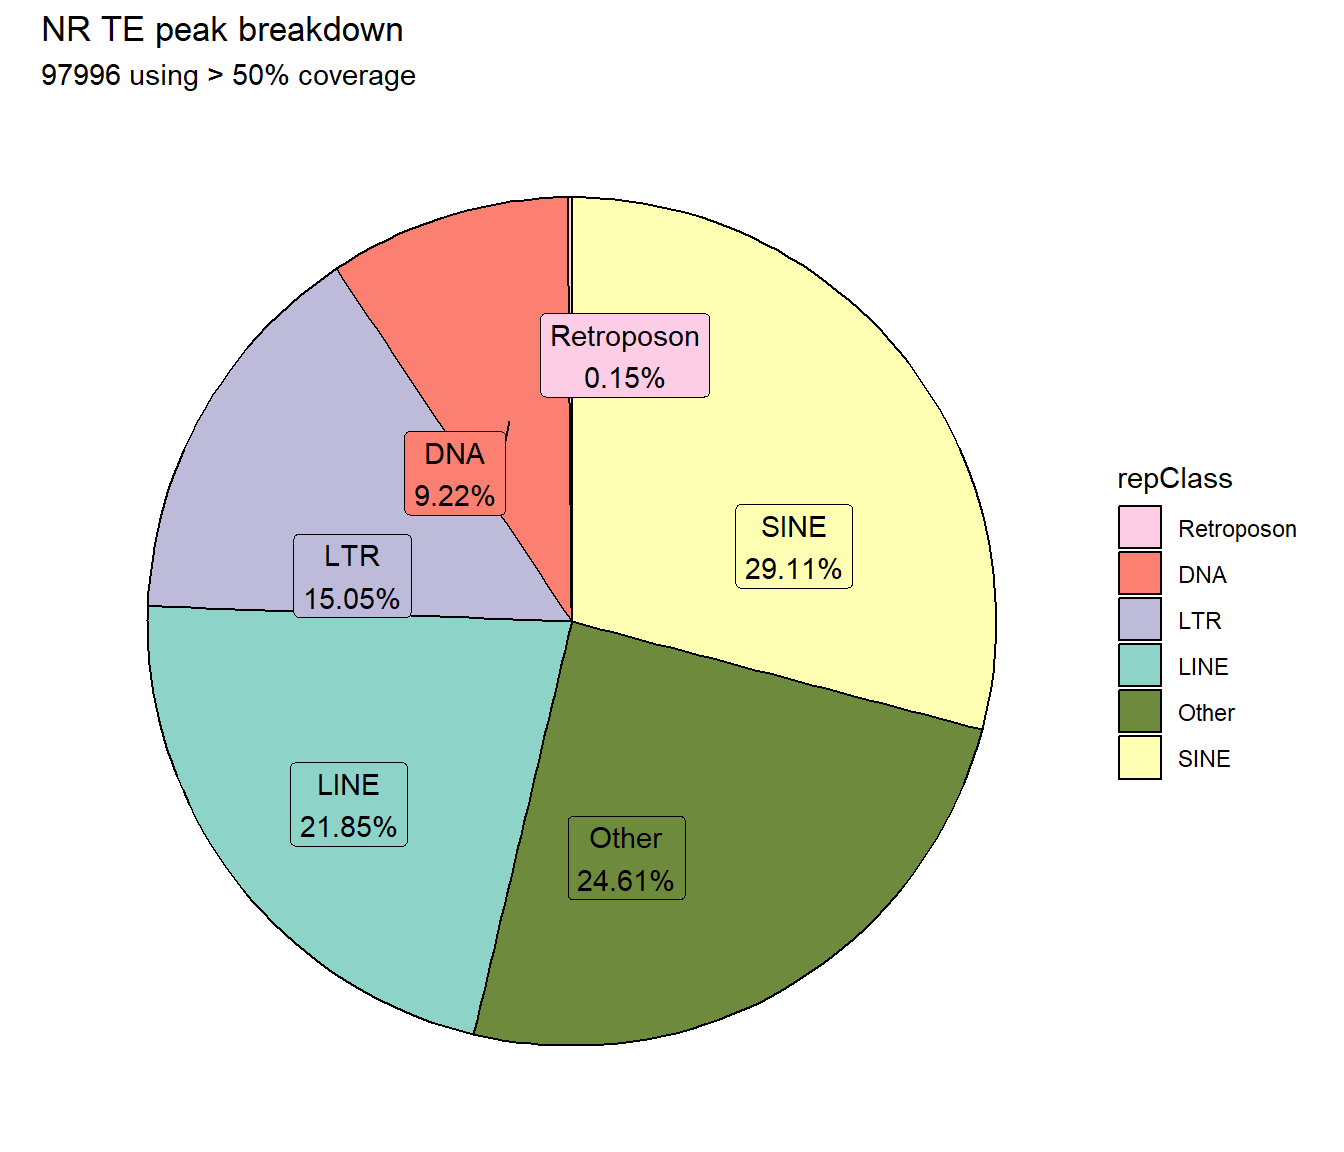 NR TE peak breakdown
97996 using > 50% coverage
Retroposon
0.15%
DNA
9.22%
SINE
29.11%
LTR
15.05%
LINE
21.85%
Other
24.61%
repClass
Retroposon
DNA
LTR
LINE
Other
SINE